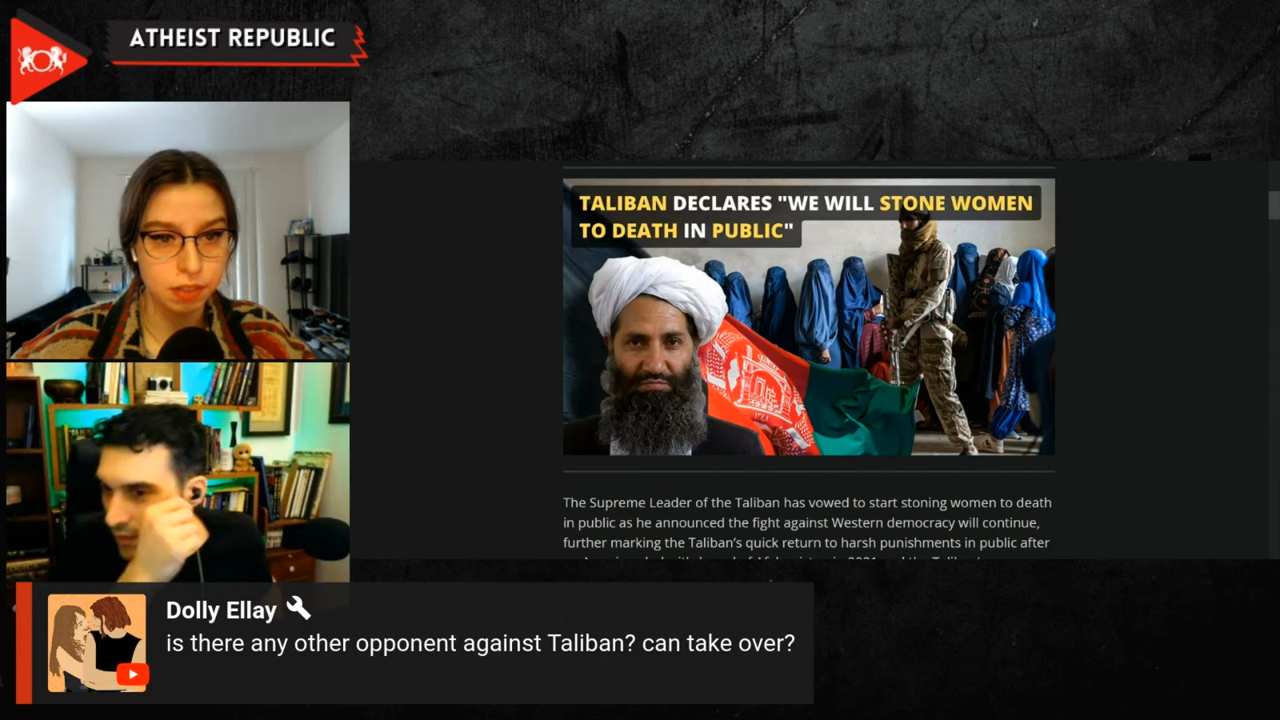 ATHEIST REPUBLIC
TALIBAN DECLARES "WE WILL STONE WOMEN
TO DEATH IN PUBLIC"
The Supreme Leader of the Taliban has vowed to start stoning women to death
in public as he announced the fight against Western democracy will continue,
further marking the Taliban's quick return to harsh punishments in public after
Dolly Ellay
is there any other opponent against Taliban? can take over?